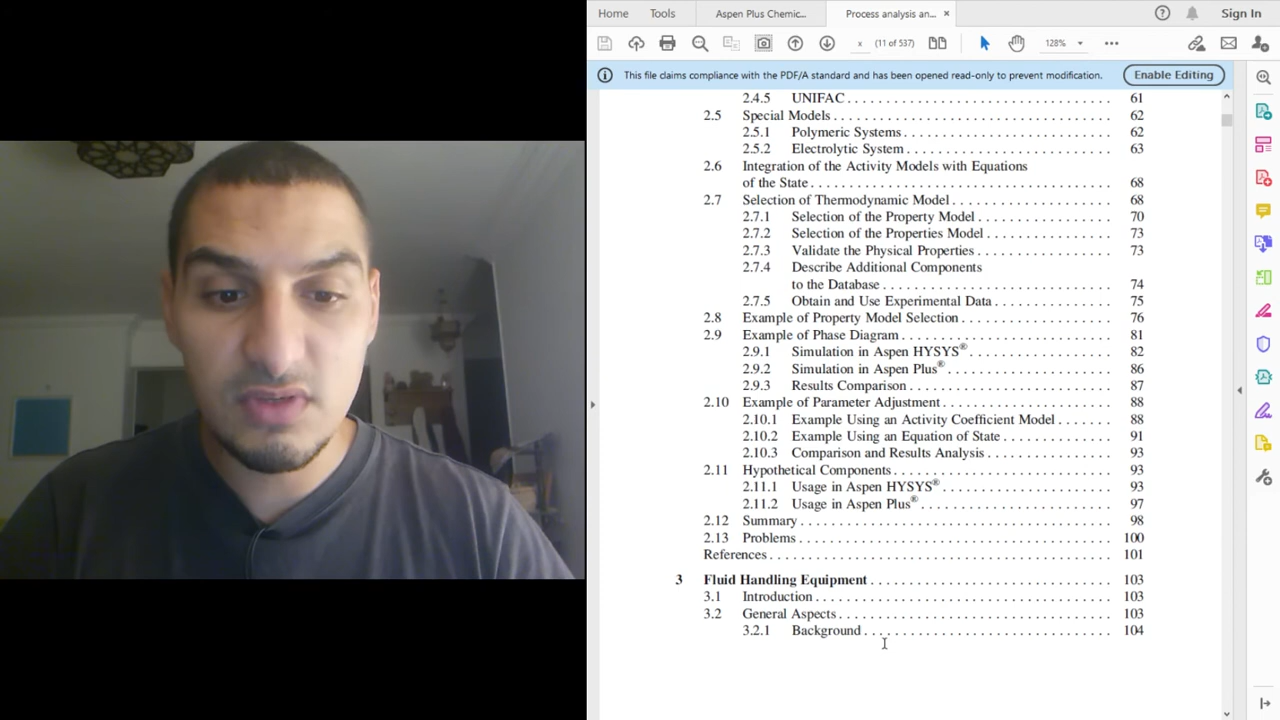 Home Tools Aspen Plus Chemic... Process analysis an... × Sign In
x (11 of 537) 128%
This file claims compliance with the PDF/A standard and has been opened read-only to prevent modification. Enable Editing
2.4.5 UNIFAC . . . . . . . . . . 61
2.5 Special Models . . . . . . . . . . 62
2.5.1 Polymeric Systems . . . . . . . . . . 62
2.5.2 Electrolytic System . . . . . . . . . . 63
2.6 Integration of the Activity Models with Equations
of the State . . . . . . . . . . 68
2.7 Selection of Thermodynamic Model . . . . . . . . . . 68
2.7.1 Selection of the Property Model . . . . . . . . . . 70
2.7.2 Selection of the Properties Model . . . . . . . . . . 73
2.7.3 Validate the Physical Properties . . . . . . . . . . 73
2.7.4 Describe Additional Components
to the Database . . . . . . . . . . 74
2.7.5 Obtain and Use Experimental Data . . . . . . . . . . 75
2.8 Example of Property Model Selection . . . . . . . . . . 76
2.9 Example of Phase Diagram . . . . . . . . . . 81
2.9.1 Simulation in Aspen HYSYS® . . . . . . . . . . 82
2.9.2 Simulation in Aspen Plus® . . . . . . . . . . 86
2.9.3 Results Comparison . . . . . . . . . . 87
2.10 Example of Parameter Adjustment . . . . . . . . . . 88
2.10.1 Example Using an Activity Coefficient Model . . . . . . . . . . 88
2.10.2 Example Using an Equation of State . . . . . . . . . . 91
2.10.3 Comparison and Results Analysis . . . . . . . . . . 93
2.11 Hypothetical Components . . . . . . . . . . 93
2.11.1 Usage in Aspen HYSYS® . . . . . . . . . . 93
2.11.2 Usage in Aspen Plus® . . . . . . . . . . 97
2.12 Summary . . . . . . . . . . 98
2.13 Problems . . . . . . . . . . 100
References . . . . . . . . . . 101
3 Fluid Handling Equipment . . . . . . . . . . 103
3.1 Introduction . . . . . . . . . . 103
3.2 General Aspects . . . . . . . . . . 103
3.2.1 Background . . . . . . . . . . 104